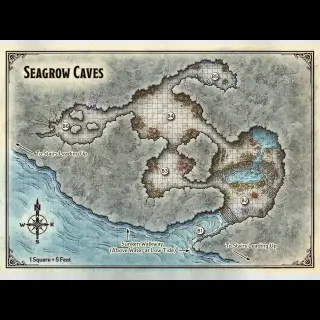 SEAGROW CAVES
To Stairs Leading Up
Sunken Walkway
(Above Water at Low Tide)
To Stairs Leading Up
N
W
E
S
1 Square = 5 Feet